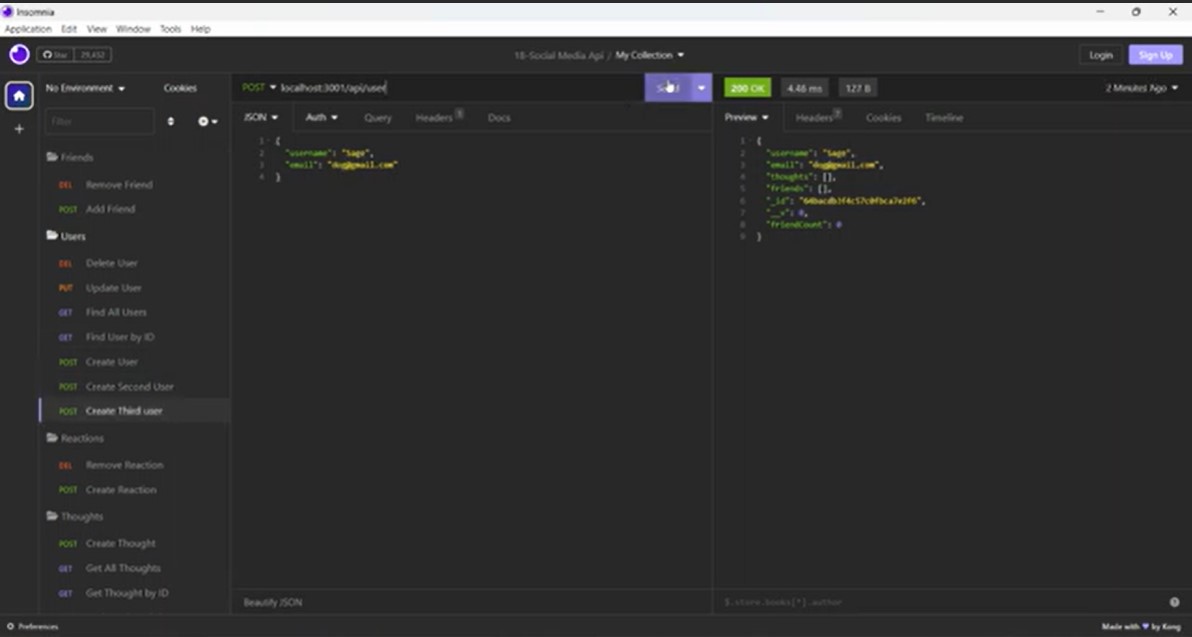 Insomnia
Application Edit View Window Tools Help
Star 29,432
18-Social Media Api / My Collection
Login
Sign Up
No Environment
Cookies
POST localhost:3001/api/user
Send
200 OK
4.46 ms
127 B
2 Minutes Ago
Filter
JSON
Auth
Query
Headers
Docs
Preview
Headers
Cookies
Timeline
Friends
DEL Remove Friend
POST Add Friend
Users
DEL Delete User
PUT Update User
GET Find All Users
GET Find User by ID
POST Create User
POST Create Second User
POST Create Third user
Reactions
DEL Remove Reaction
POST Create Reaction
Thoughts
POST Create Thought
GET Get All Thoughts
GET Get Thought by ID
1 {
2 "username": "Sage",
3 "email": "dog@gmail.com"
4 }
1 {
2 "username": "Sage",
3 "email": "dog@gmail.com",
4 "thoughts": [],
5 "friends": [],
6 "_id":
7 "__v": 0,
8 "friendCount": 0
9 }
Beautify JSON
$.store.books[*].author
Preferences
Made with ♥ by Kong